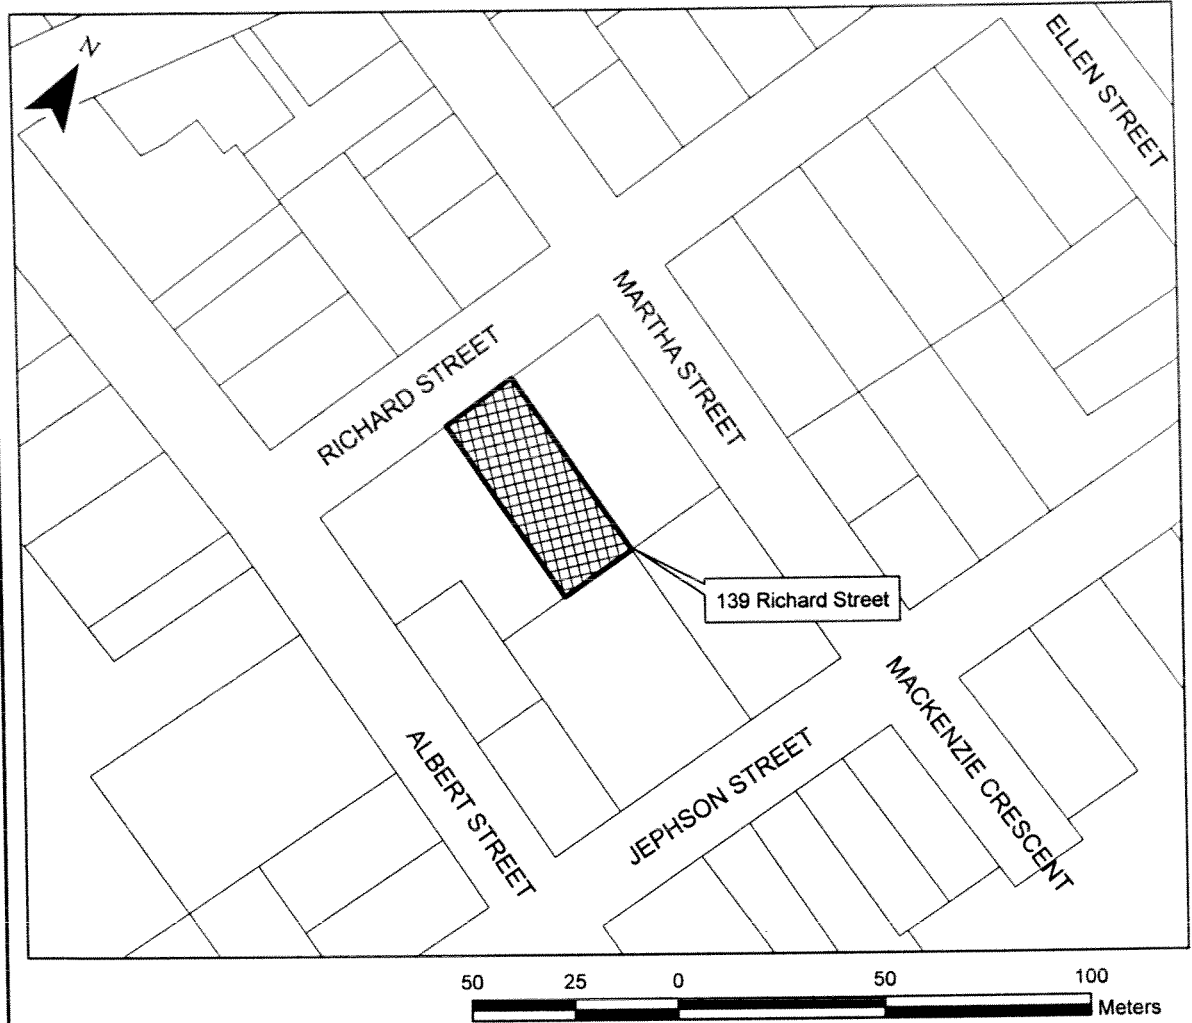 N
ELLEN STREET
MARTHA STREET
RICHARD STREET
139 Richard Street
MACKENZIE CRESCENT
ALBERT STREET
JEPHSON STREET
50 25 0 50 100
Meters